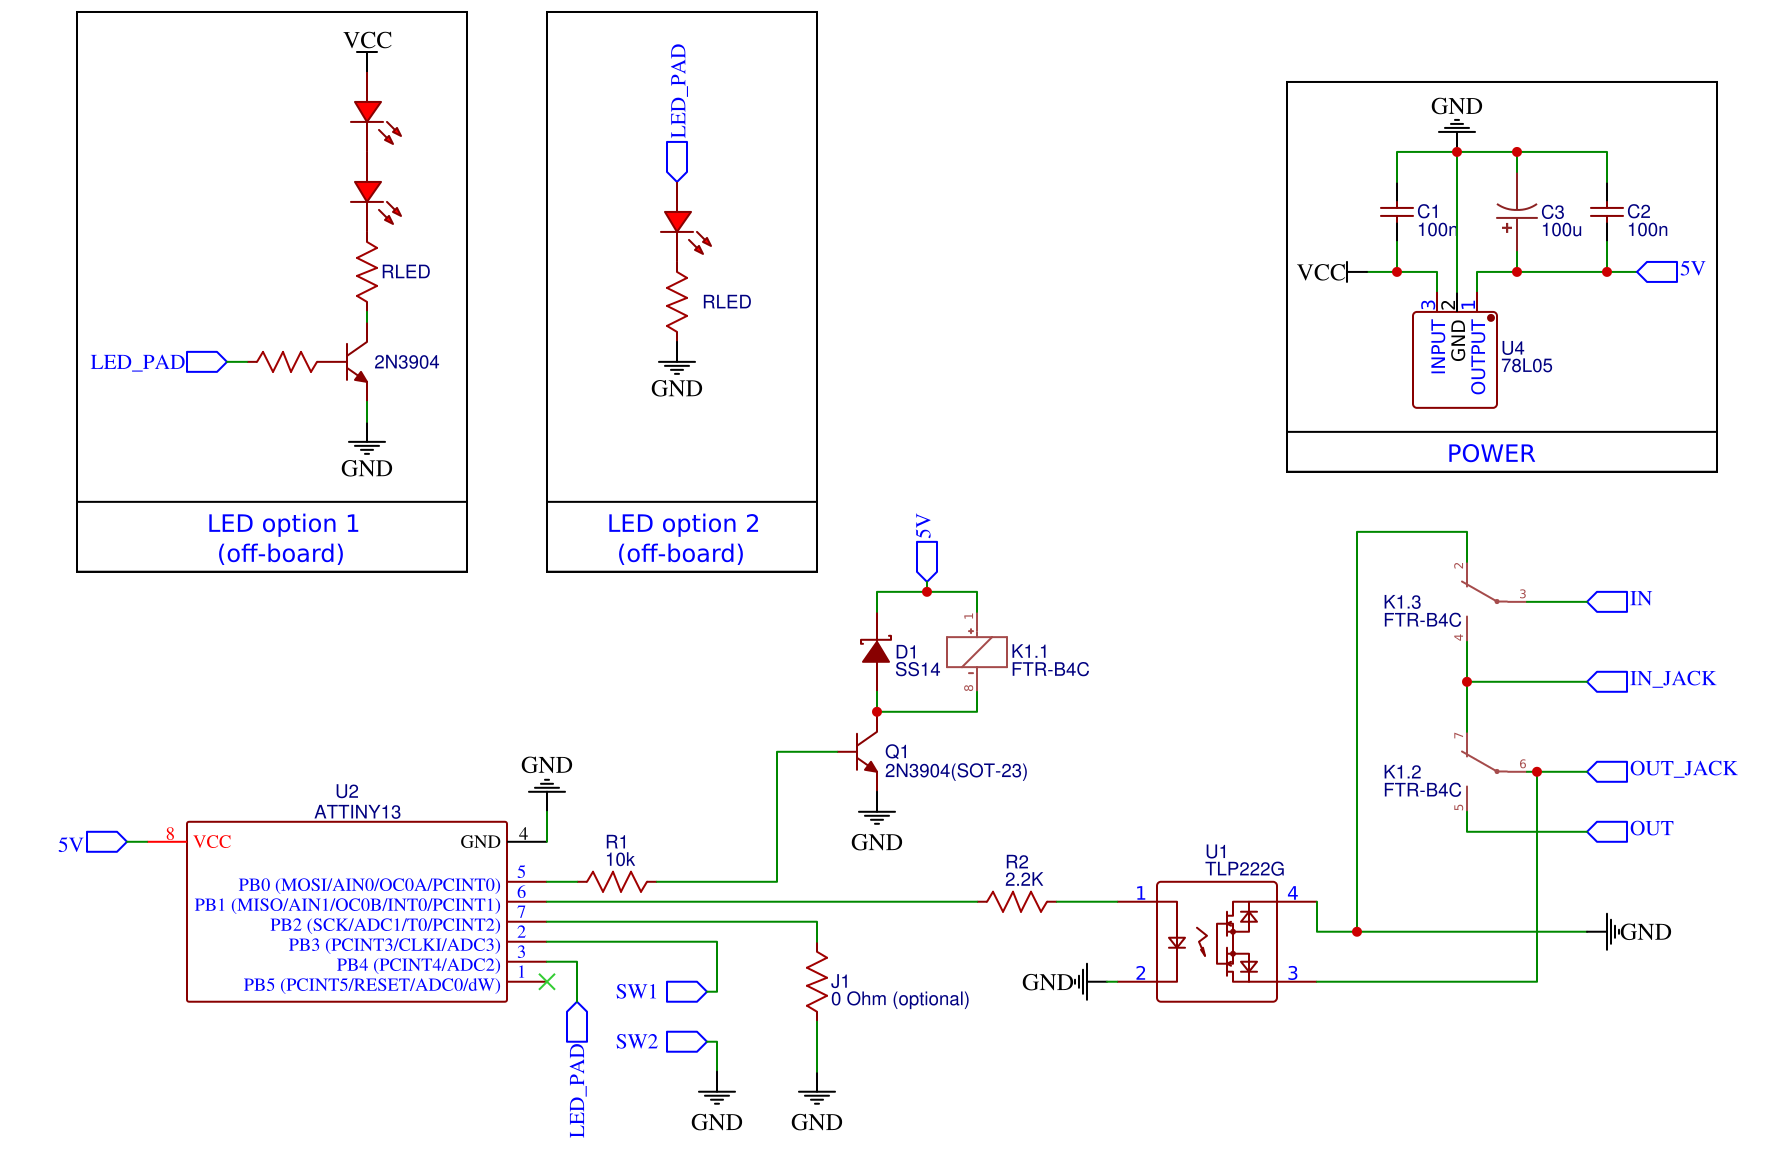 VCC
RLED
LED_PAD
2N3904
GND
LED option 1
(off-board)
LED_PAD
RLED
GND
LED option 2
(off-board)
GND
C1
100n
C3
100u
C2
100n
VCC
5V
3
2
1
INPUT
GND
OUTPUT
U4
78L05
POWER
5V
1
+
D1
SS14
K1.1
FTR-B4C
-
8
Q1
2N3904(SOT-23)
GND
2
3
IN
K1.3
FTR-B4C
4
IN_JACK
7
6
OUT_JACK
K1.2
FTR-B4C
5
OUT
GND
U2
ATTINY13
5V
8
VCC
GND
4
PB0 (MOSI/AIN0/OC0A/PCINT0)
5
PB1 (MISO/AIN1/OC0B/INT0/PCINT1)
6
PB2 (SCK/ADC1/T0/PCINT2)
7
PB3 (PCINT3/CLKI/ADC3)
2
PB4 (PCINT4/ADC2)
3
PB5 (PCINT5/RESET/ADC0/dW)
1
R1
10k
R2
2.2K
U1
TLP222G
1
4
2
3
GND
GND
LED_PAD
SW1
SW2
GND
J1
0 Ohm (optional)
GND